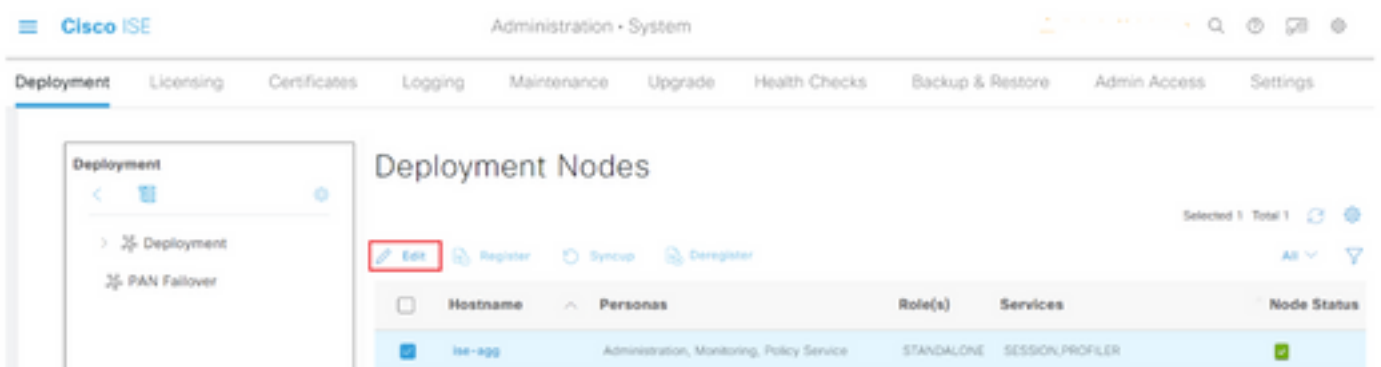 Cisco ISE
Administration • System
Deployment
Licensing
Certificates
Logging
Maintenance
Upgrade
Health Checks
Backup & Restore
Admin Access
Settings
Deployment
Deployment
PAN Failover
Deployment Nodes
Selected 1 Total 1
Edit
Register
Syncup
Deregister
All
Hostname Personas Role(s) Services Node Status
ise-agg Administration, Monitoring, Policy Service STANDALONE SESSION,PROFILER